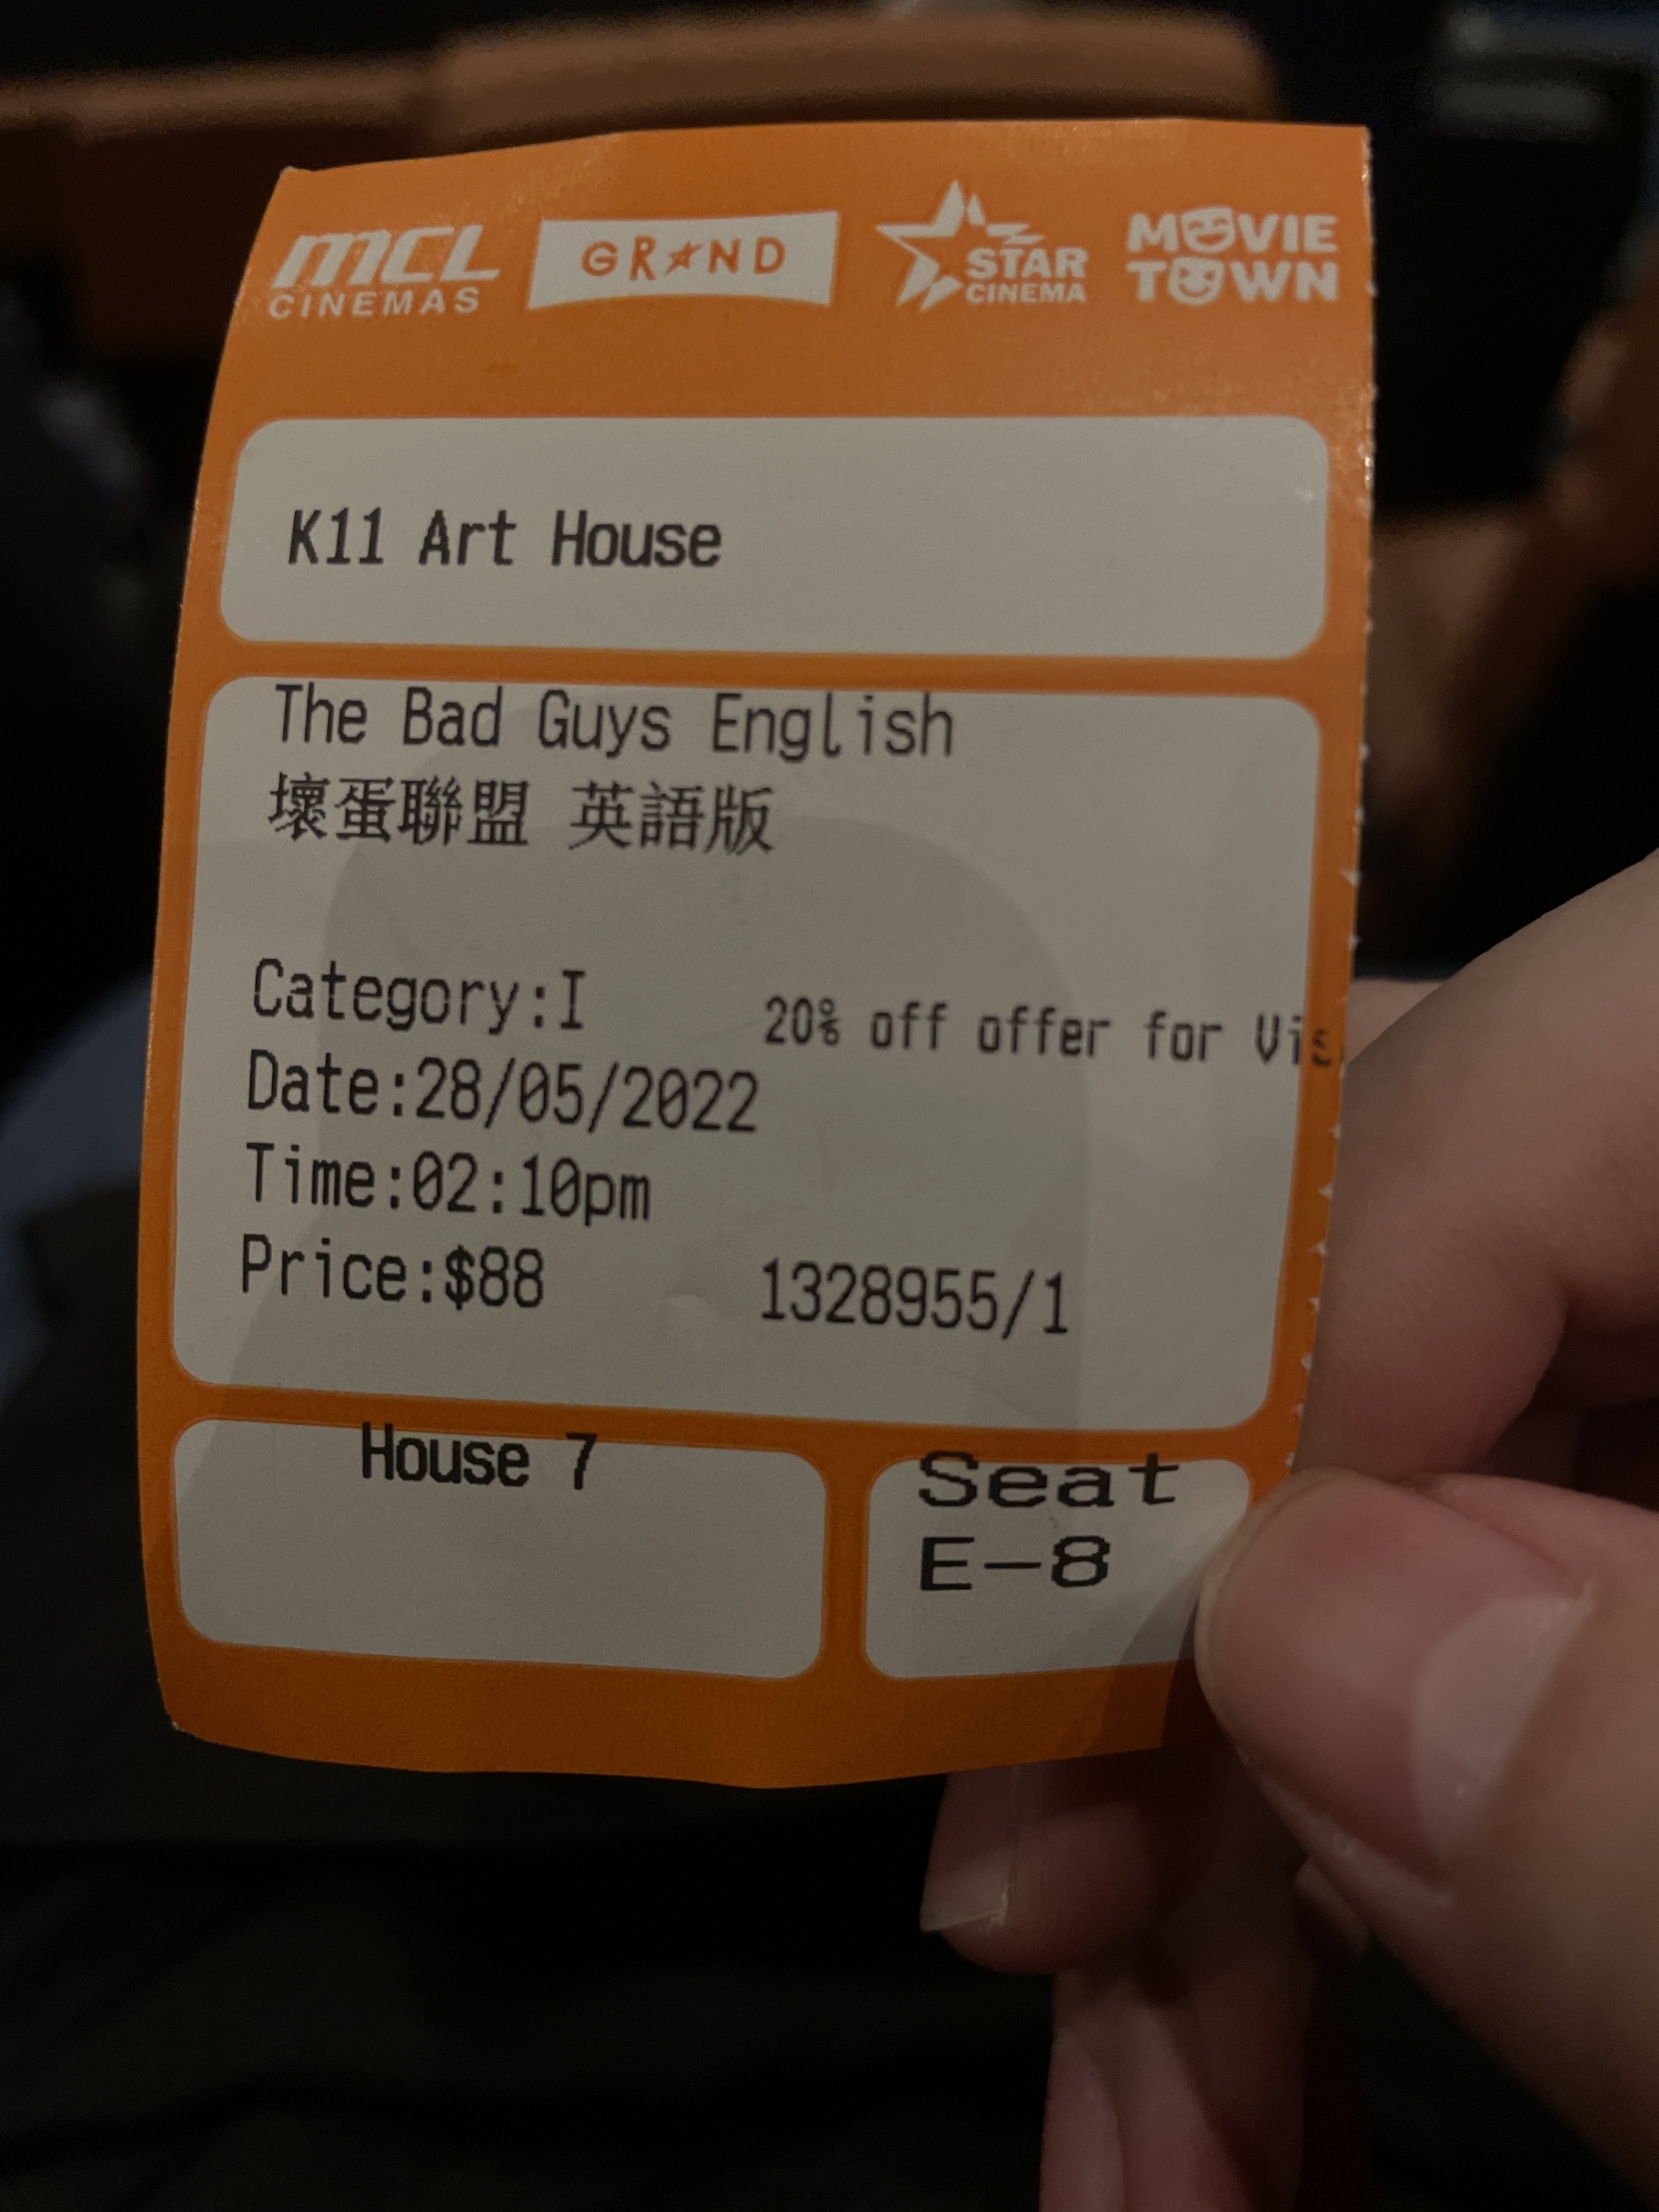 MCL
CINEMAS
GRAND
STAR
CINEMA
MOVIE
TOWN
K11 Art House
The Bad Guys English
壞蛋聯盟 英語版
Category:I
20% off offer for Vis
Date:28/05/2022
Time:02:10pm
Price:$88 1328955/1
House 7
Seat
E-8